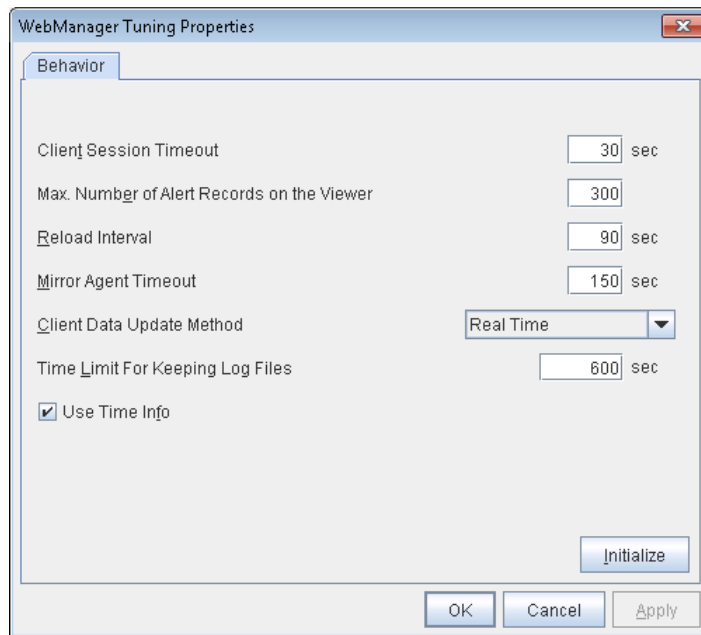 WebManager Tuning Properties
Behavior
Client Session Timeout 30 sec
Max. Number of Alert Records on the Viewer 300
Reload Interval 90 sec
Mirror Agent Timeout 150 sec
Client Data Update Method Real Time
Time Limit For Keeping Log Files 600 sec
Use Time Info
Initialize
OK Cancel Apply